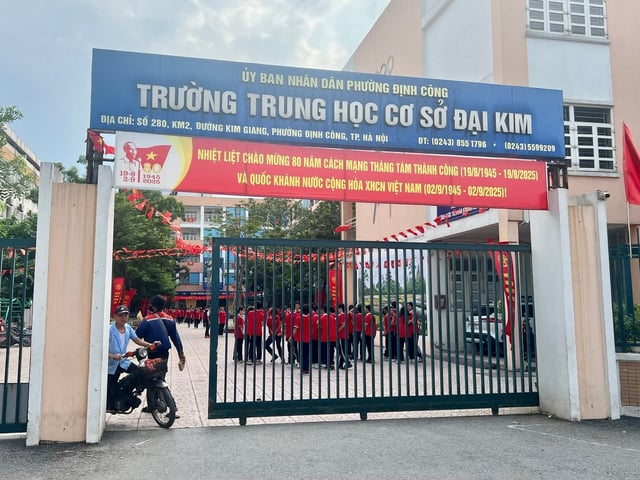 ỦY BAN NHÂN DÂN PHƯỜNG ĐỊNH CÔNG
TRƯỜNG TRUNG HỌC CƠ SỞ ĐẠI KIM
ĐỊA CHỈ: SỐ 280, KM2, ĐƯỜNG KIM GIANG, PHƯỜNG ĐỊNH CÔNG, TP. HÀ NỘI
ĐT: (0243) 855 1796 - (0243) 5599209
19-8 1945
2-9 2025
NHIỆT LIỆT CHÀO MỪNG 80 NĂM CÁCH MẠNG THÁNG TÁM THÀNH CÔNG (19/8/1945 - 19/8/2025)
VÀ QUỐC KHÁNH NƯỚC CỘNG HÒA XHCN VIỆT NAM (02/9/1945 - 02/9/2025)!